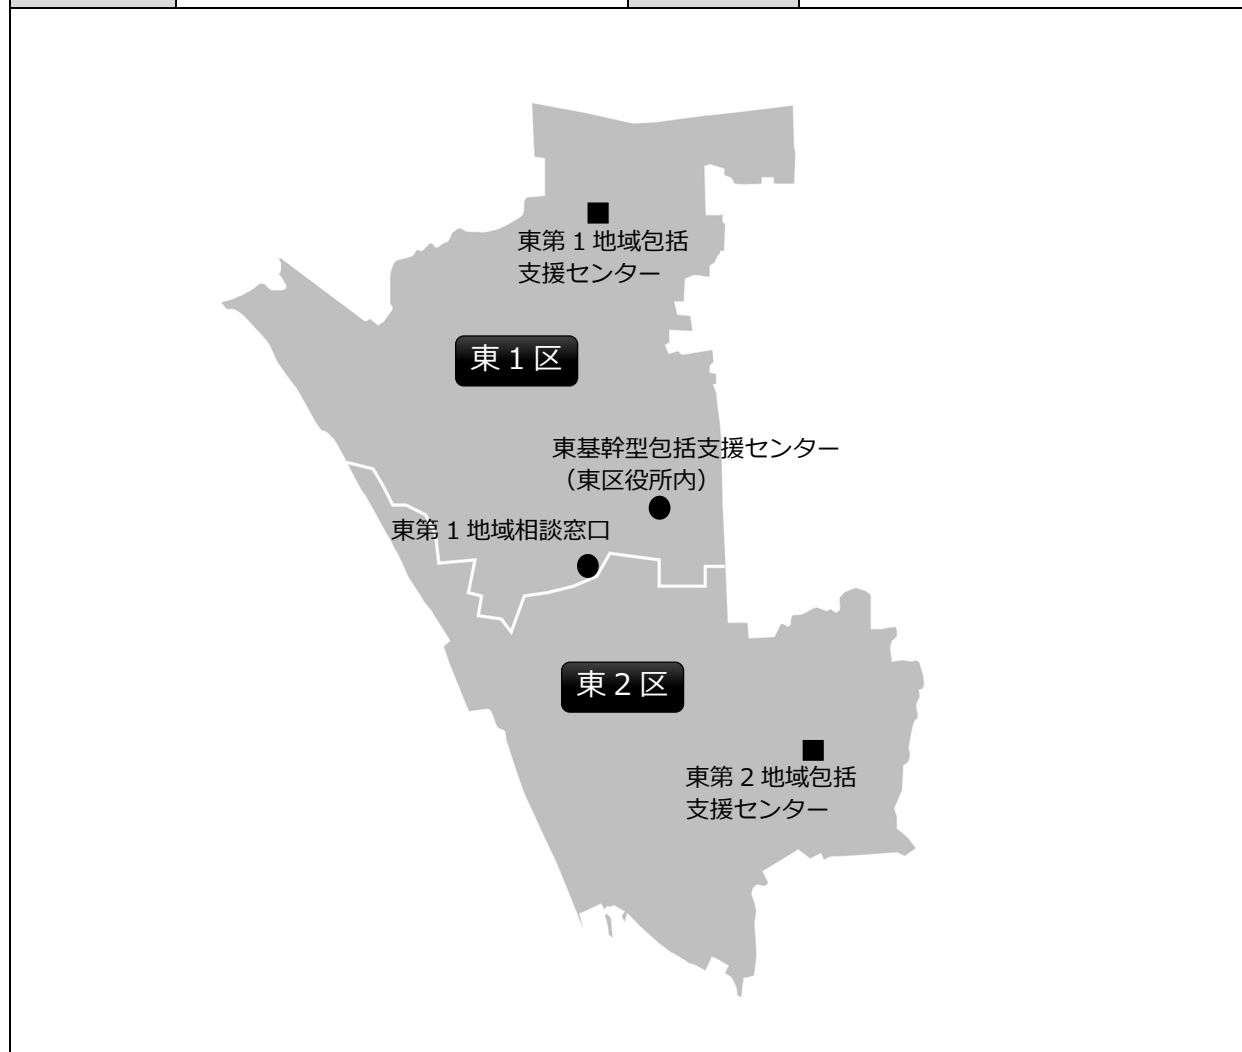 東第１地域包括
支援センター
東１区
東基幹型包括支援センター
（東区役所内）
東第１地域相談窓口
東２区
東第２地域包括
支援センター